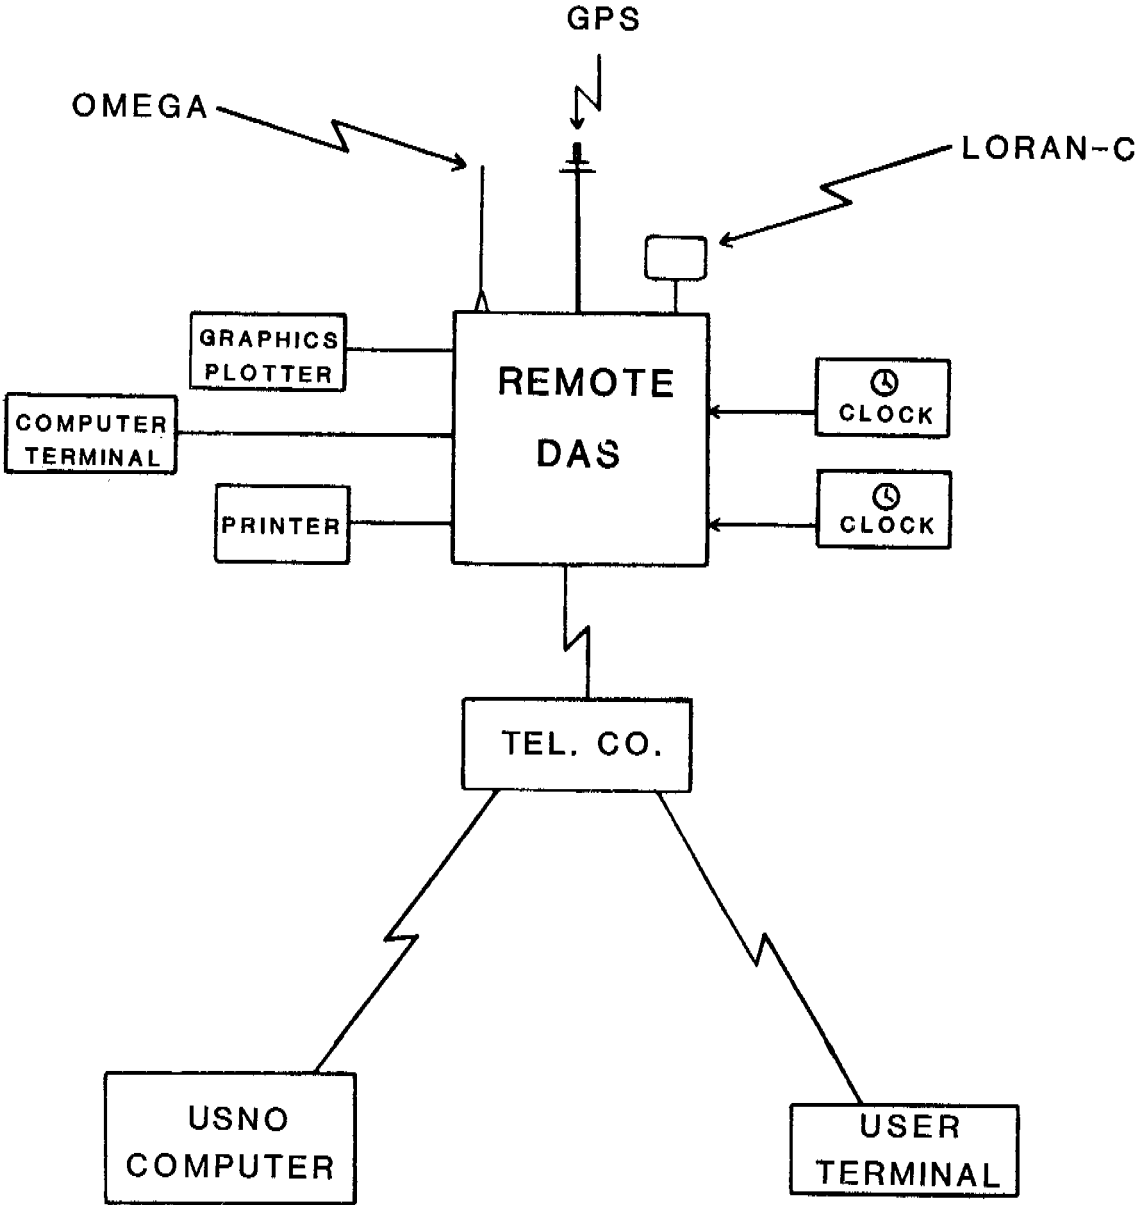 GPS
OMEGA
LORAN-C
GRAPHICS
PLOTTER
REMOTE
DAS
CLOCK
COMPUTER
TERMINAL
PRINTER
CLOCK
TEL. CO.
USNO
COMPUTER
USER
TERMINAL